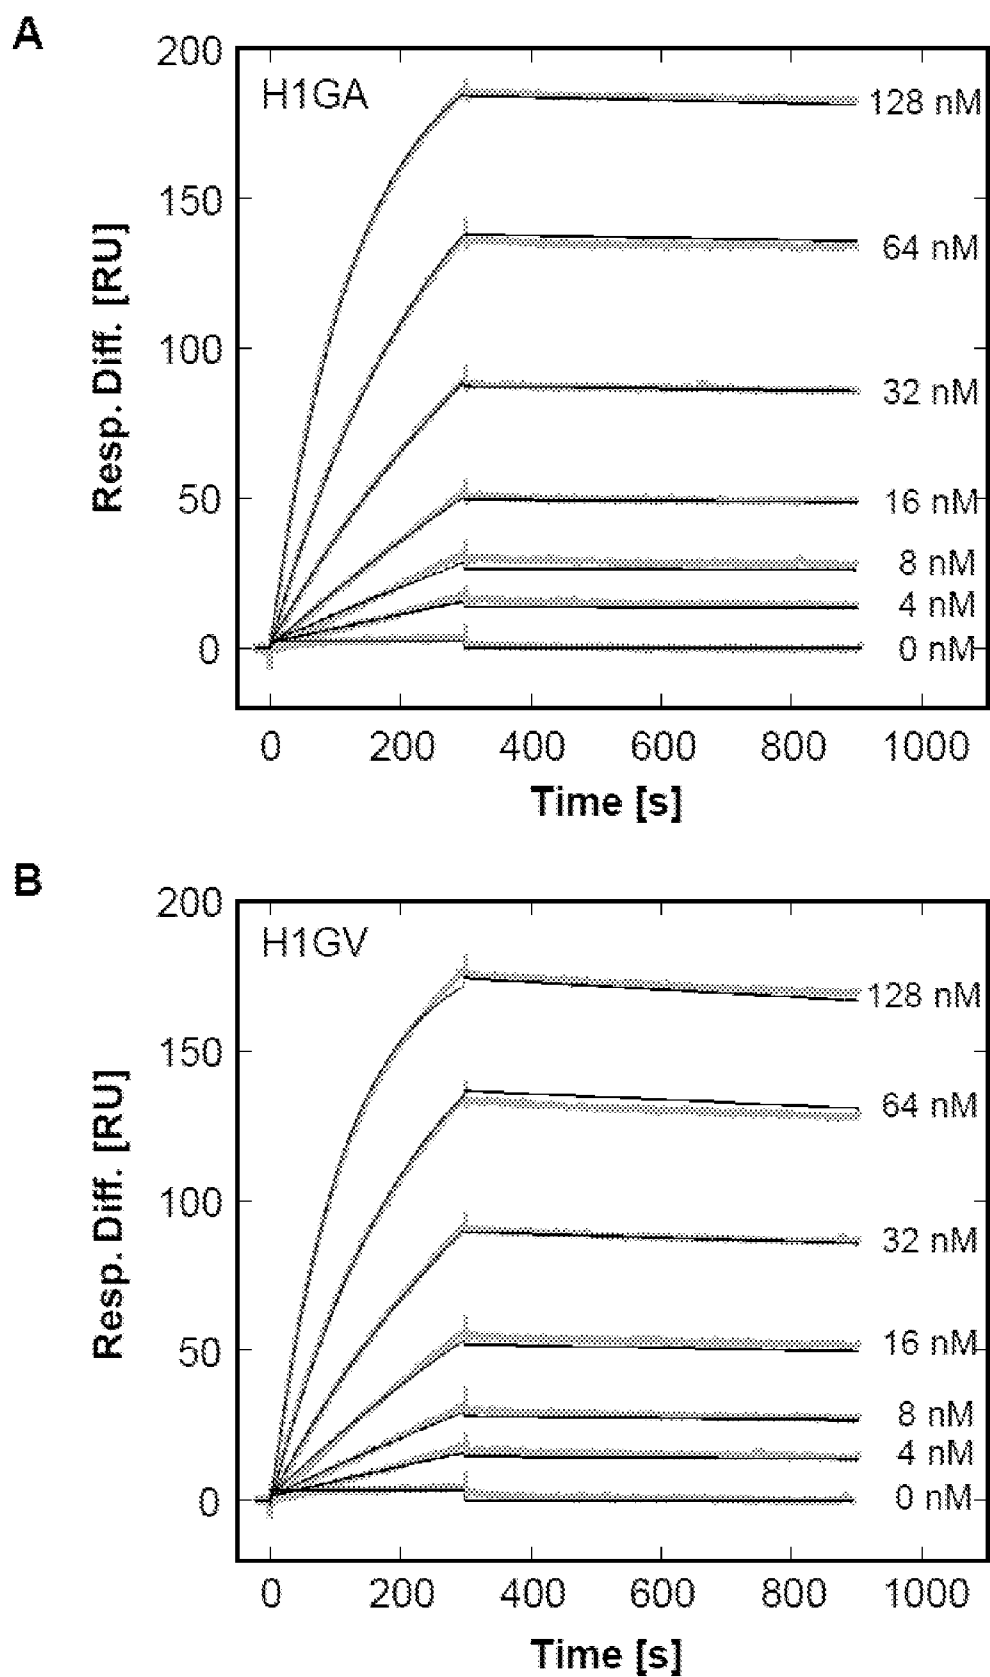 A
H1GA
200
150
100
50
0
Resp. Diff. [RU]
128 nM
64 nM
32 nM
16 nM
8 nM
4 nM
0 nM
0 200 400 600 800 1000
Time [s]
B
H1GV
200
150
100
50
0
Resp. Diff. [RU]
128 nM
64 nM
32 nM
16 nM
8 nM
4 nM
0 nM
0 200 400 600 800 1000
Time [s]